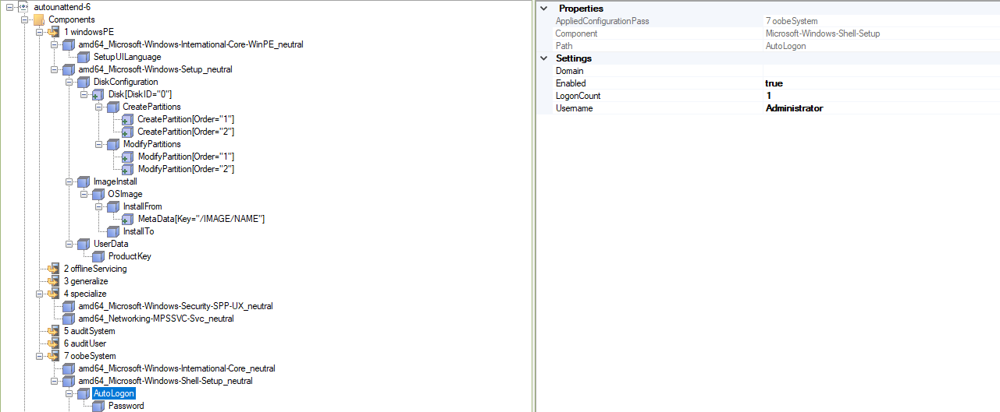 autounattend-6
Components
1 windowsPE
amd64_Microsoft-Windows-International-Core-WinPE_neutral
SetupUILanguage
amd64_Microsoft-Windows-Setup_neutral
DiskConfiguration
Disk[DiskID="0"]
CreatePartitions
CreatePartition[Order="1"]
CreatePartition[Order="2"]
ModifyPartitions
ModifyPartition[Order="1"]
ModifyPartition[Order="2"]
ImageInstall
OSImage
InstallFrom
MetaData[Key="/IMAGE/NAME"]
InstallTo
UserData
ProductKey
2 offlineServicing
3 generalize
4 specialize
amd64_Microsoft-Windows-Security-SPP-UX_neutral
amd64_Networking-MPSSVC-Svc_neutral
5 auditSystem
6 auditUser
7 oobeSystem
amd64_Microsoft-Windows-International-Core_neutral
amd64_Microsoft-Windows-Shell-Setup_neutral
AutoLogon
Password
Properties
AppliedConfigurationPass 7 oobeSystem
Component Microsoft-Windows-Shell-Setup
Path AutoLogon
Settings
Domain
Enabled true
LogonCount 1
Username Administrator